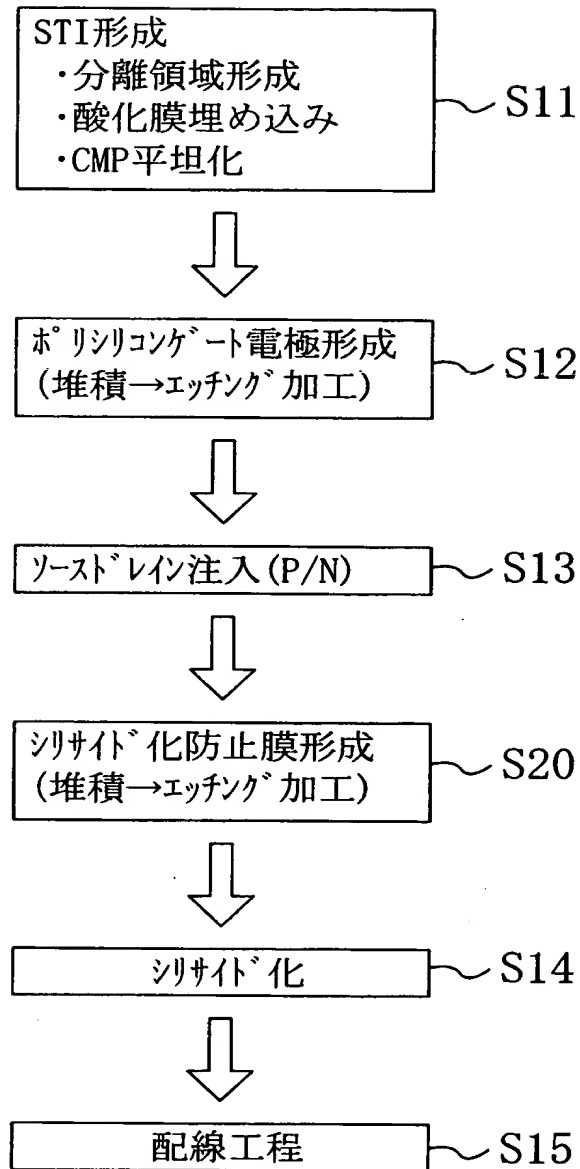 STI形成
・分離領域形成
・酸化膜埋め込み
・CMP平坦化
S11
ﾎﾟﾘｼﾘｺﾝｹﾞｰﾄ電極形成
(堆積→ｴｯﾁﾝｸﾞ加工)
S12
ｿｰｽﾄﾞﾚｲﾝ注入(P/N)
S13
ｼﾘｻｲﾄﾞ化防止膜形成
(堆積→ｴｯﾁﾝｸﾞ加工)
S20
ｼﾘｻｲﾄﾞ化
S14
配線工程
S15